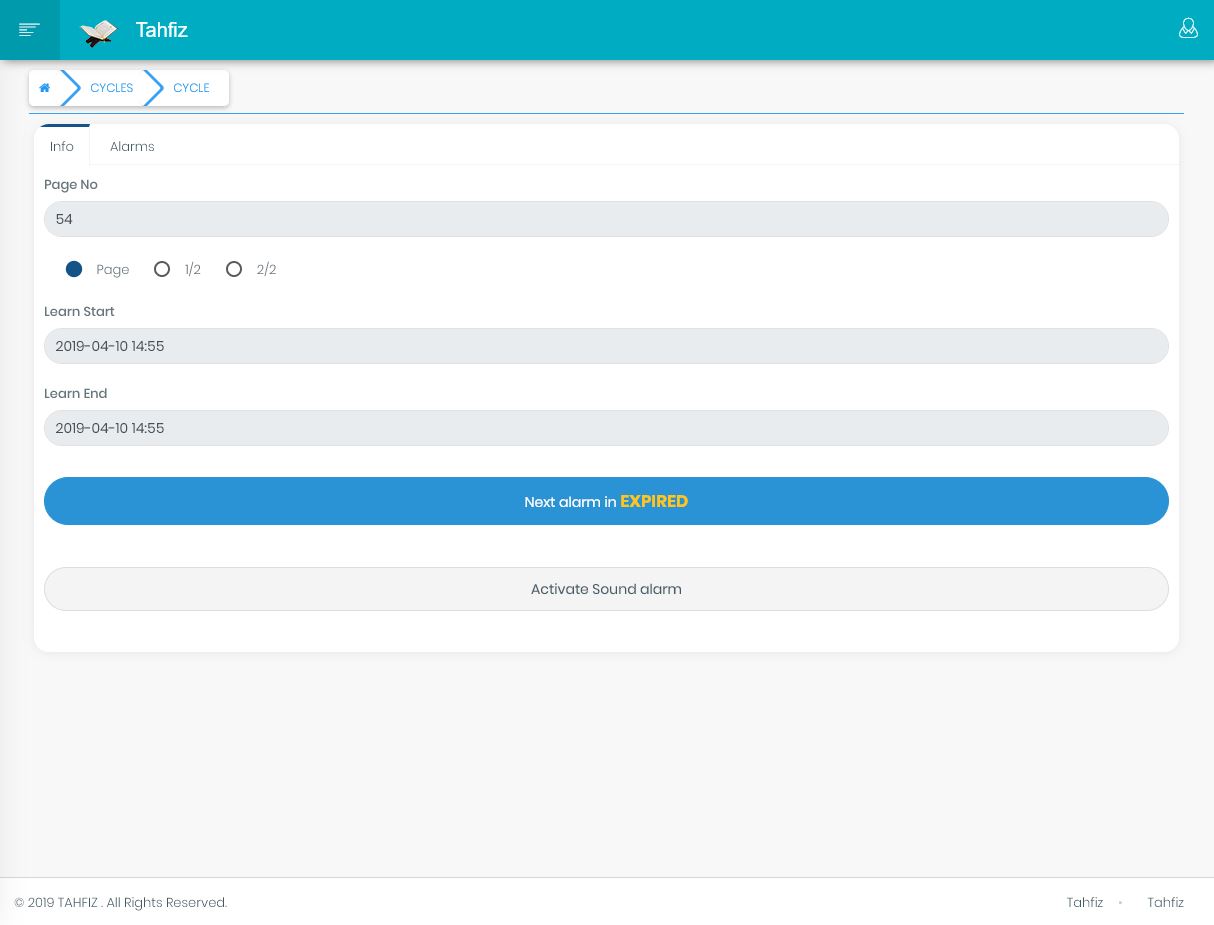 Tahfiz
CYCLES CYCLE
Info Alarms
Page No
54
Page 1/2 2/2
Learn Start
2019-04-10 14:55
Learn End
2019-04-10 14:55
Next alarm in EXPIRED
Activate Sound alarm
© 2019 TAHFIZ . All Rights Reserved. Tahfiz • Tahfiz